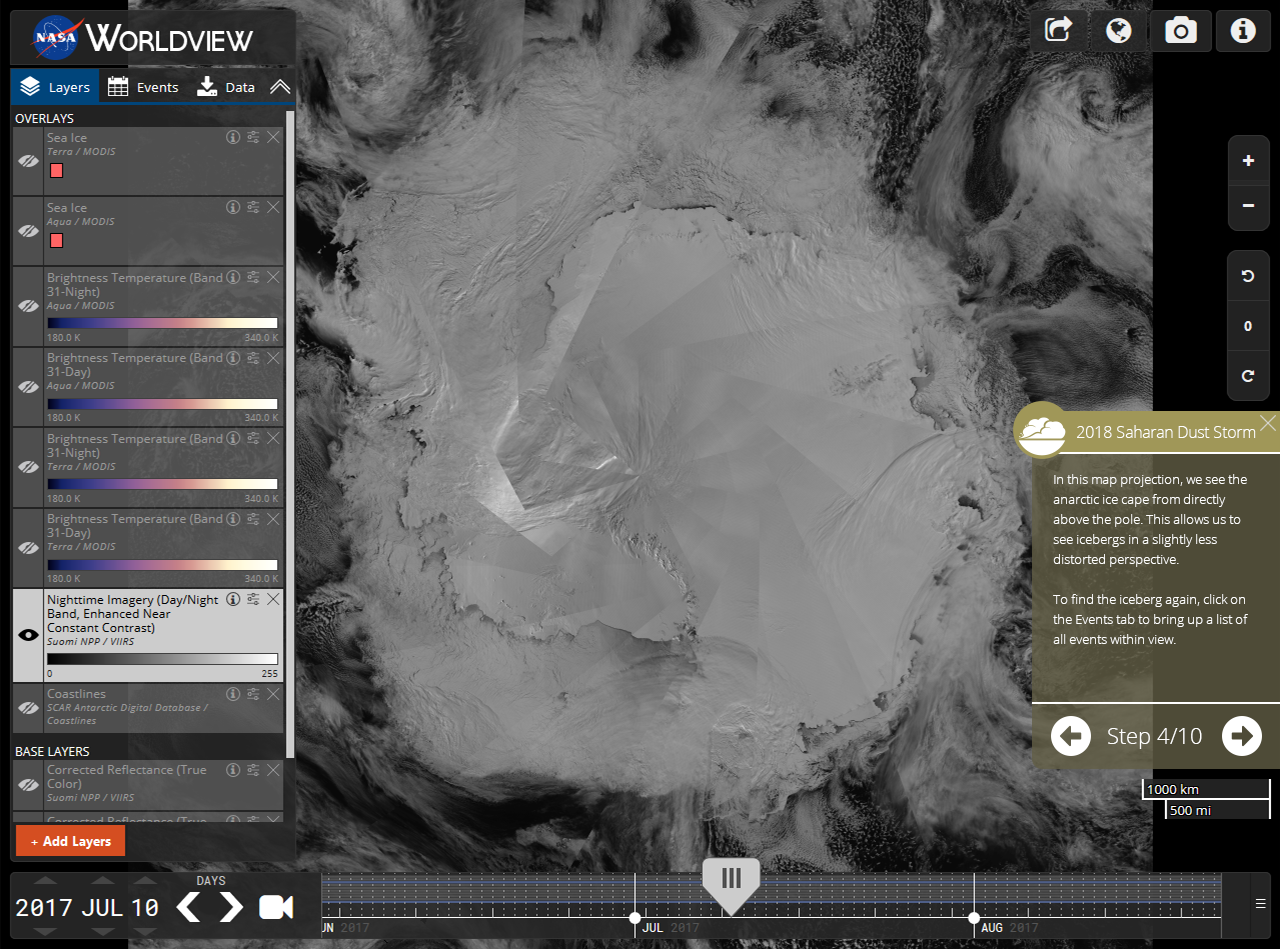 NASA WORLDVIEW
Layers Events Data
OVERLAYS
Sea Ice
Terra / MODIS
Sea Ice
Aqua / MODIS
Brightness Temperature (Band
31-Night)
Aqua / MODIS
180.0 K 340.0 K
Brightness Temperature (Band
31-Day)
Aqua / MODIS
180.0 K 340.0 K
Brightness Temperature (Band
31-Night)
Terra / MODIS
180.0 K 340.0 K
Brightness Temperature (Band
31-Day)
Terra / MODIS
180.0 K 340.0 K
Nighttime Imagery (Day/Night
Band, Enhanced Near
Constant Contrast)
Suomi NPP / VIIRS
0 255
Coastlines
SCAR Antarctic Digital Database /
Coastlines
BASE LAYERS
Corrected Reflectance (True
Color)
Suomi NPP / VIIRS
Corrected Reflectance (True
+ Add Layers
0
2018 Saharan Dust Storm
In this map projection, we see the
anarctic ice cape from directly
above the pole. This allows us to
see icebergs in a slightly less
distorted perspective.
To find the iceberg again, click on
the Events tab to bring up a list of
all events within view.
Step 4/10
1000 km
500 mi
DAYS
2017 JUL 10
UN 2017
JUL 2017
AUG 2017